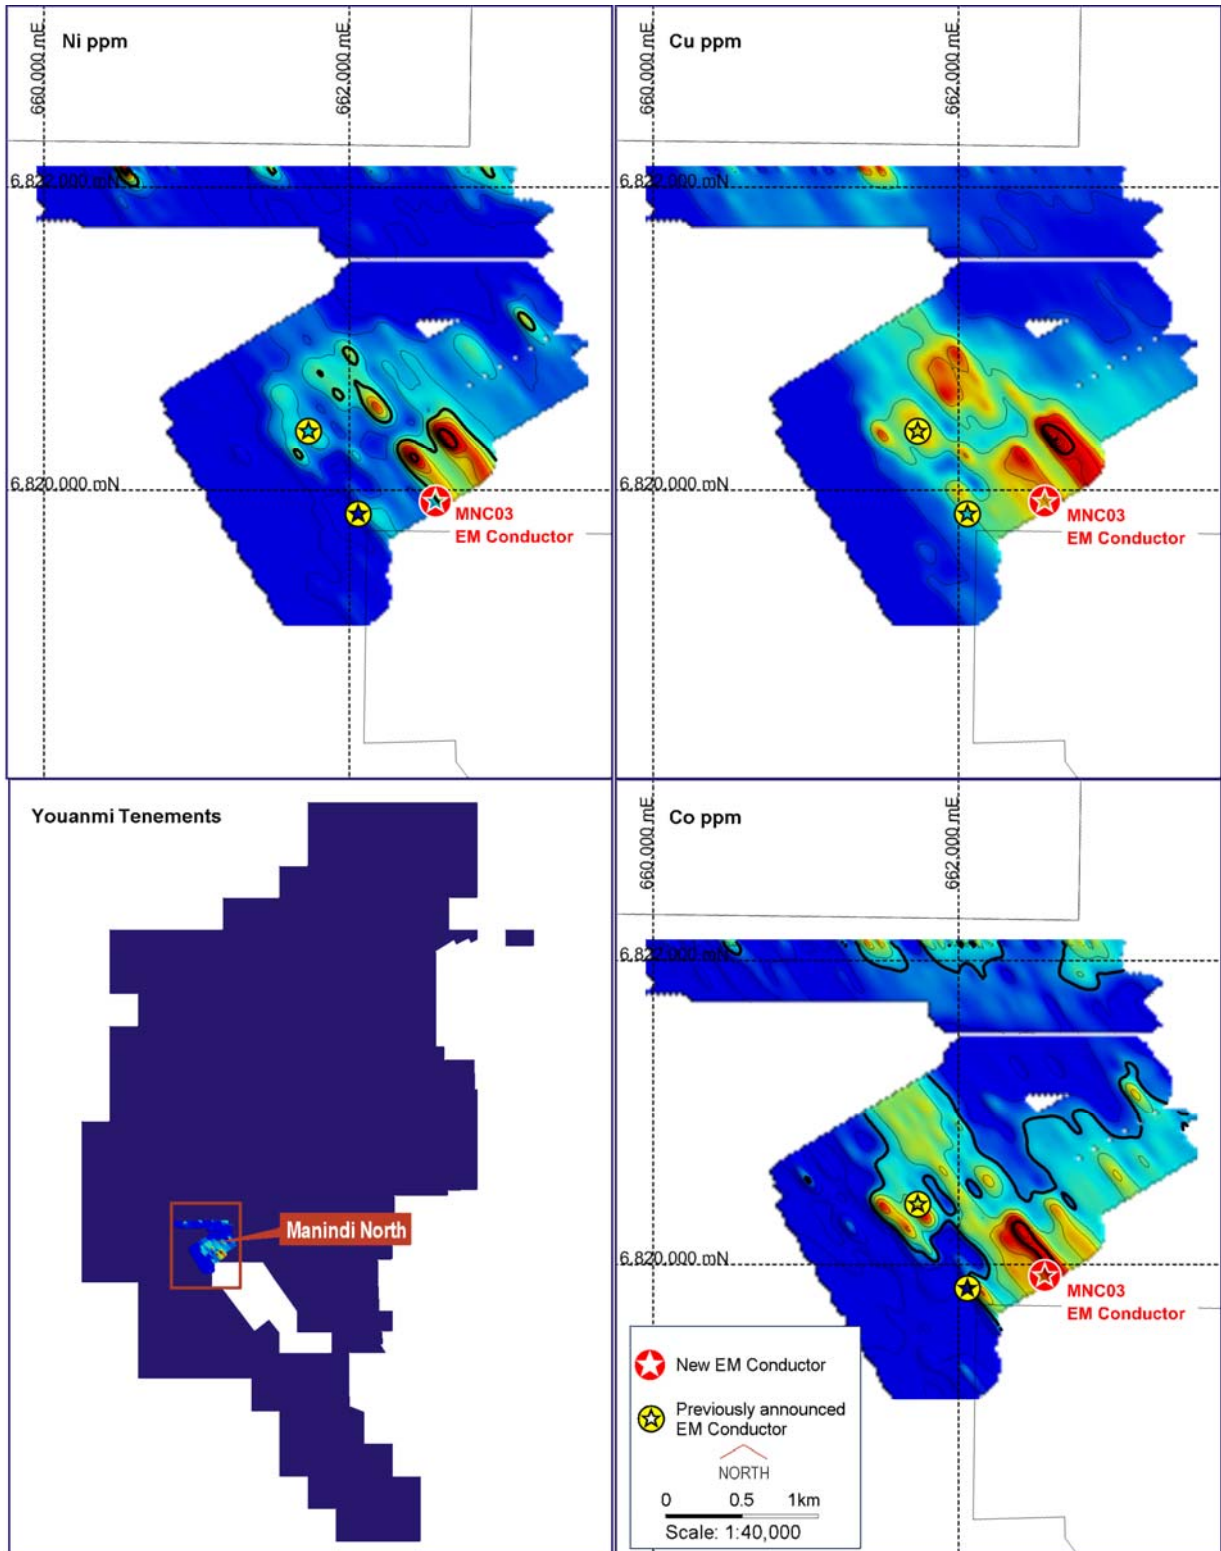 Ni ppm
660,000 mE
662,000 mE
6,822,000 mN
6,820,000 mN
MNC03
EM Conductor
Cu ppm
660,000 mE
662,000 mE
6,822,000 mN
6,820,000 mN
MNC03
EM Conductor
Youanmi Tenements
Manindi North
Co ppm
660,000 mE
662,000 mE
6,822,000 mN
6,820,000 mN
MNC03
EM Conductor
New EM Conductor
Previously announced
EM Conductor
NORTH
0 0.5 1km
Scale: 1:40,000